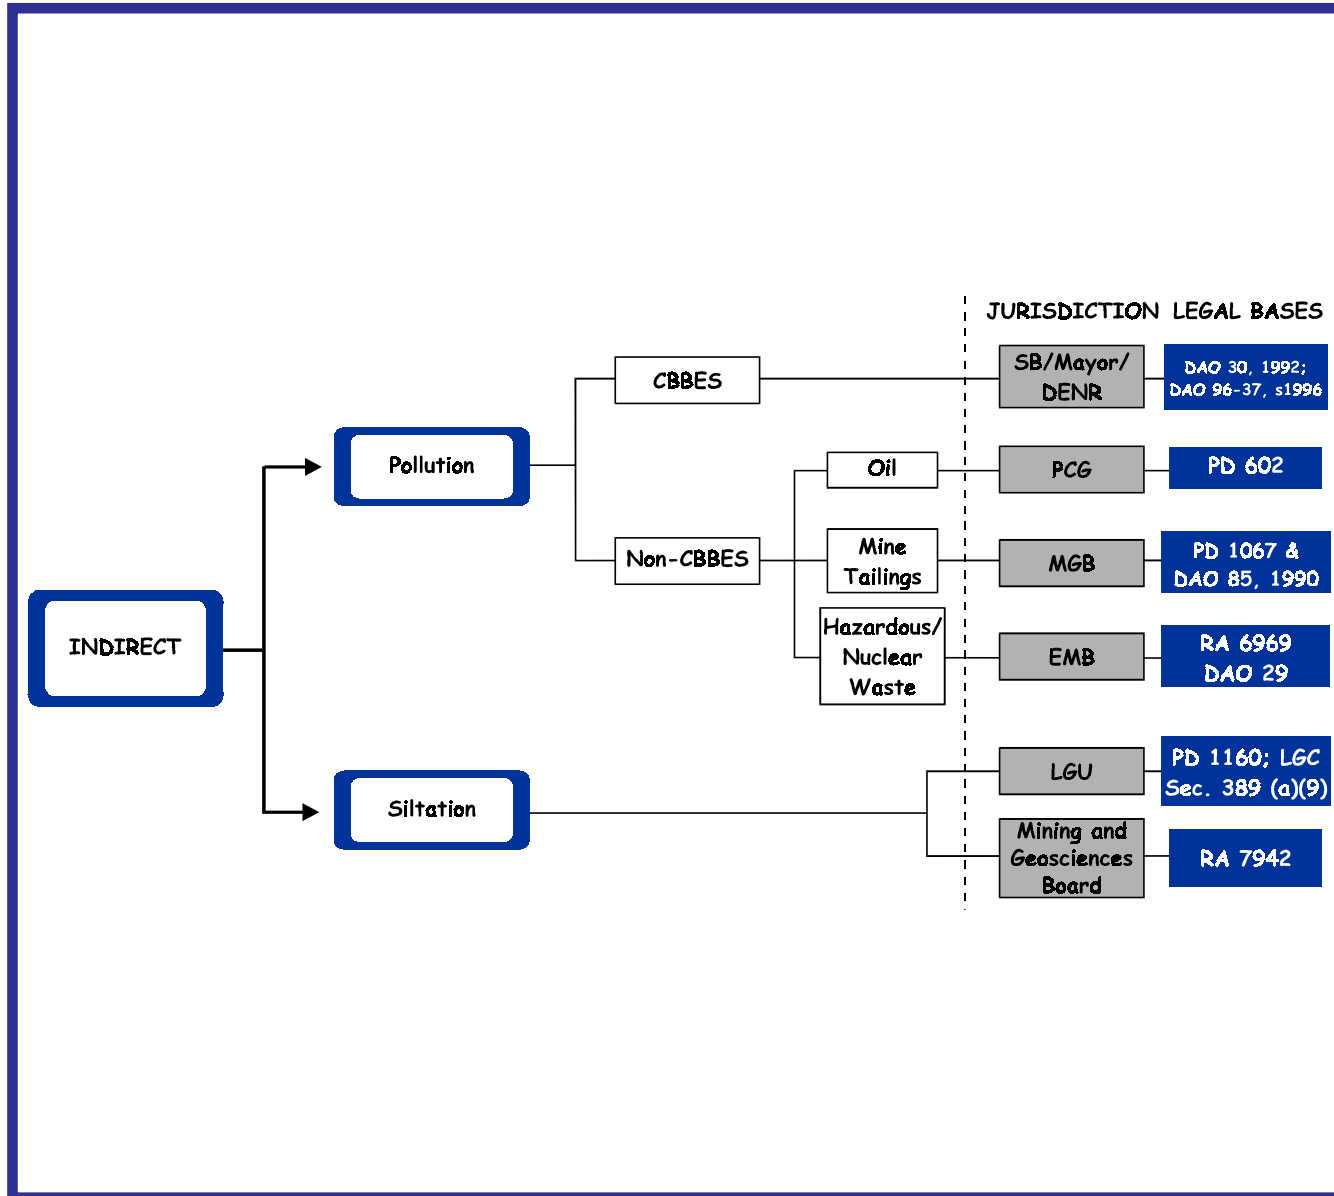 JURISDICTION LEGAL BASES
CBBES
SB/Mayor/
DENR
DAO 30, 1992;
DAO 96-37, s1996
Pollution
Oil
PCG
PD 602
Non-CBBES
Mine
Tailings
MGB
PD 1067 &
DAO 85, 1990
Hazardous/
Nuclear
Waste
EMB
RA 6969
DAO 29
INDIRECT
Siltation
LGU
PD 1160; LGC
Sec. 389 (a)(9)
Mining and
Geosciences
Board
RA 7942